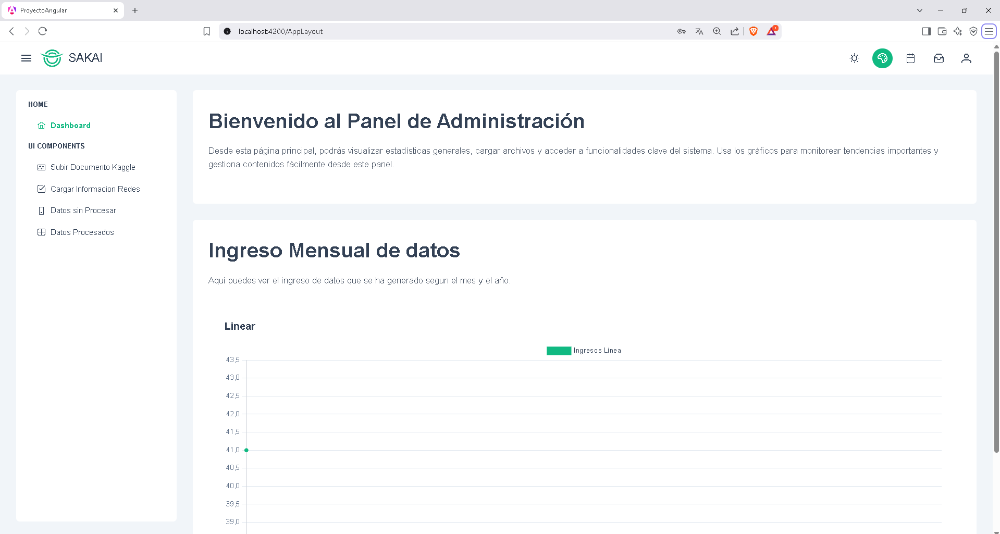 ProyectoAngular
localhost:4200/AppLayout
SAKAI
HOME
Dashboard
UI COMPONENTS
Subir Documento Kaggle
Cargar Informacion Redes
Datos sin Procesar
Datos Procesados
Bienvenido al Panel de Administración
Desde esta página principal, podrás visualizar estadísticas generales, cargar archivos y acceder a funcionalidades clave del sistema. Usa los gráficos para monitorear tendencias importantes y
gestiona contenidos fácilmente desde este panel.
Ingreso Mensual de datos
Aqui puedes ver el ingreso de datos que se ha generado segun el mes y el año.
Linear
Ingresos Línea
43,5
43,0
42,5
42,0
41,5
41,0
40,5
40,0
39,5
39,0